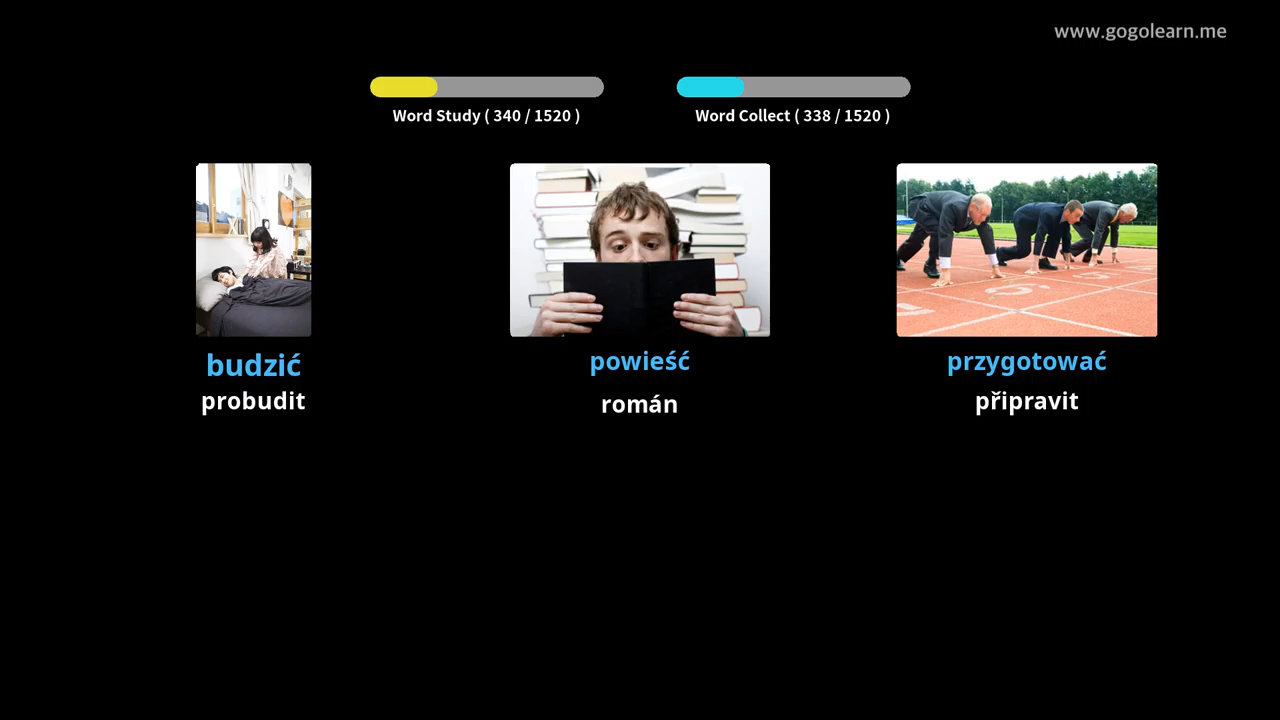 www.gogolearn.me
Word Study ( 340 / 1520 )
Word Collect ( 338 / 1520 )
budzić
probudit
powieść
román
przygotować
připravit